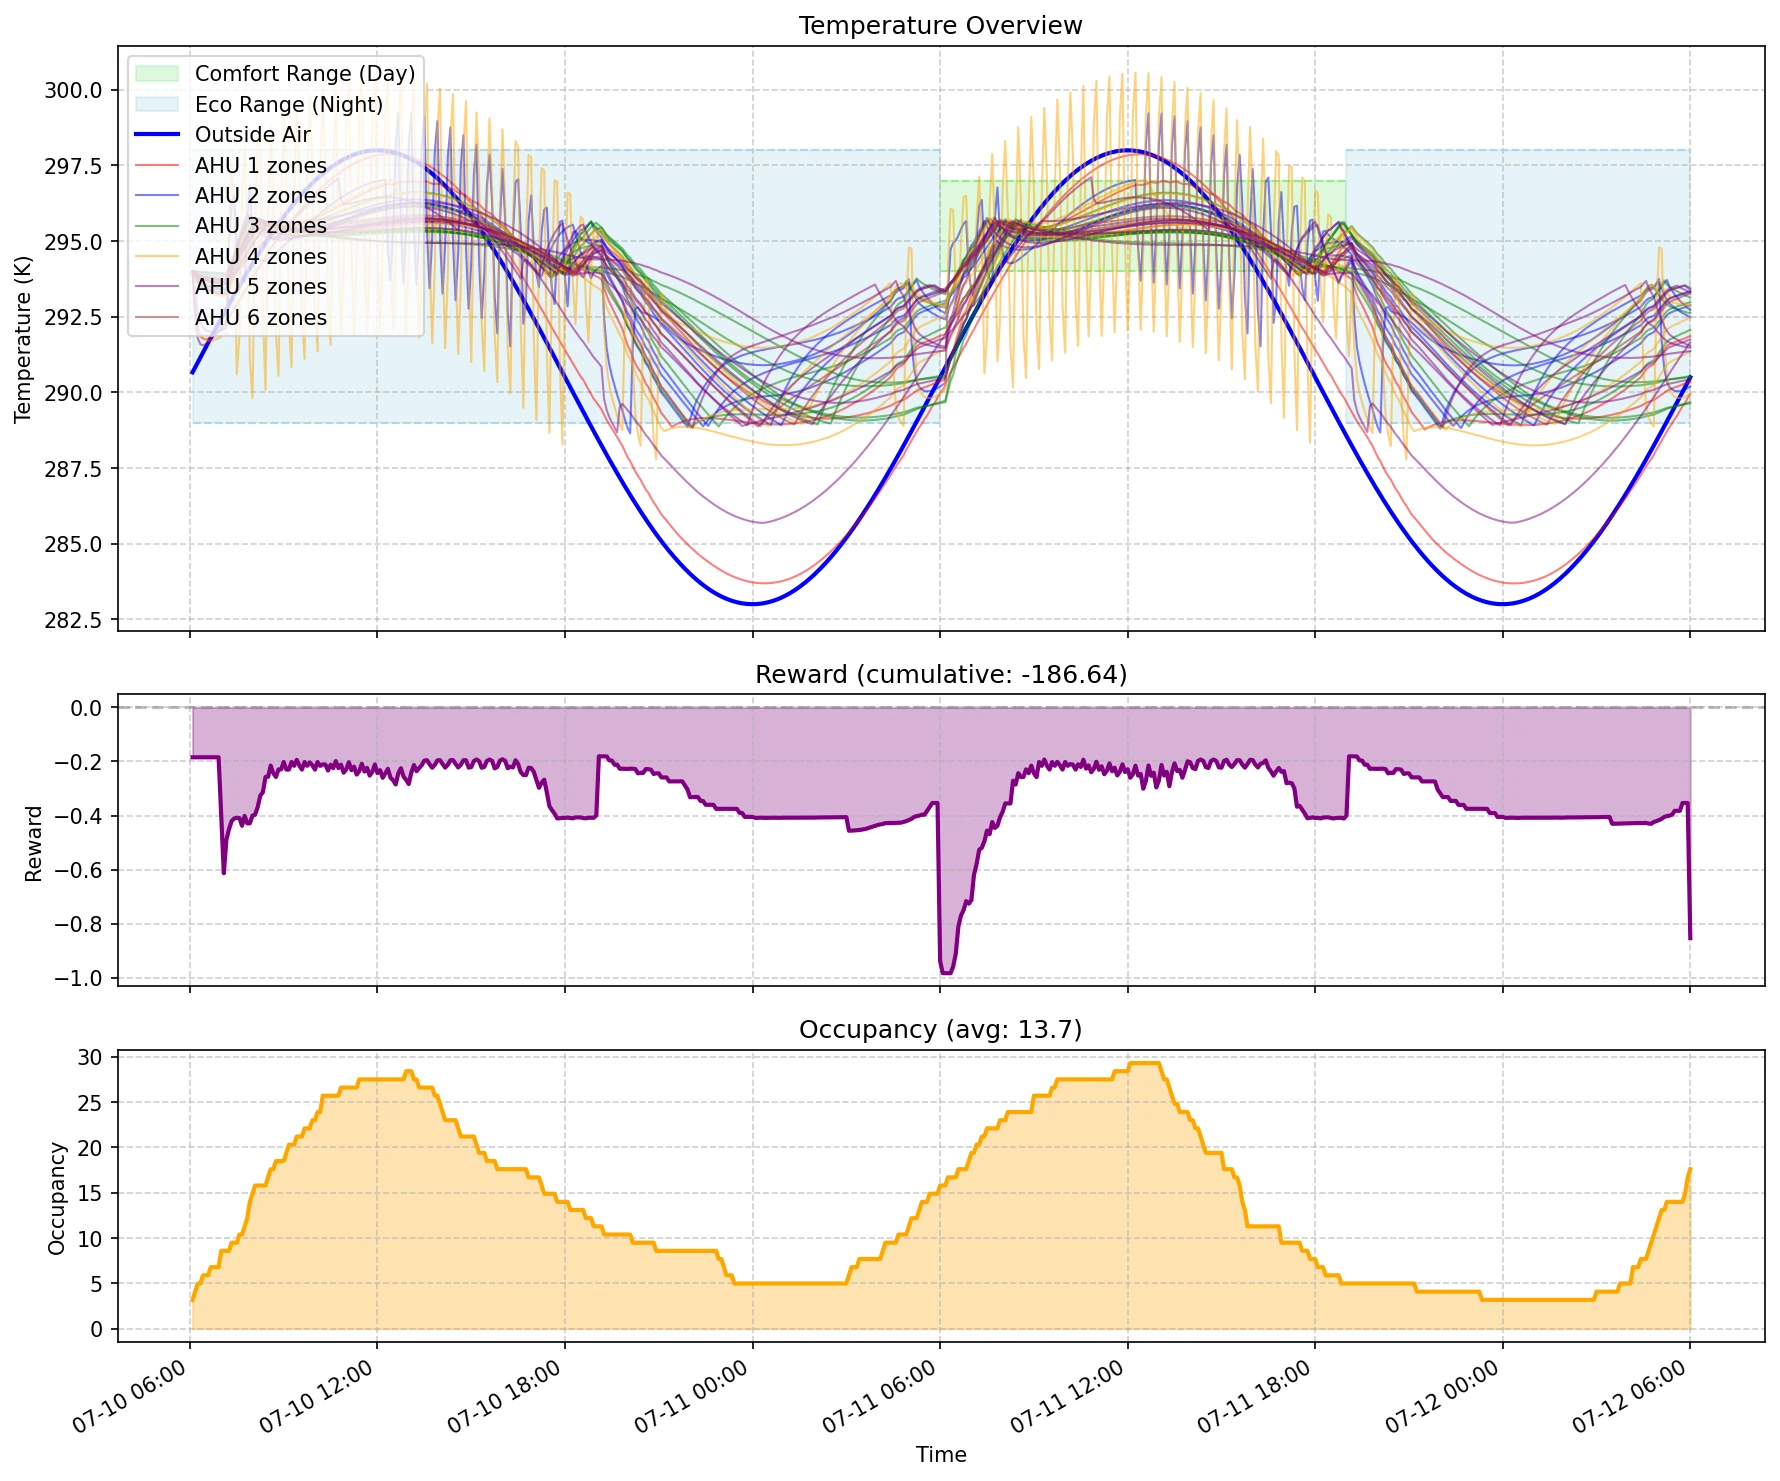 Temperature Overview
Temperature (K)
300.0
297.5
295.0
292.5
290.0
287.5
285.0
282.5
Comfort Range (Day)
Eco Range (Night)
Outside Air
AHU 1 zones
AHU 2 zones
AHU 3 zones
AHU 4 zones
AHU 5 zones
AHU 6 zones
Reward (cumulative: -186.64)
Reward
0.0
−0.2
−0.4
−0.6
−0.8
−1.0
Occupancy (avg: 13.7)
Occupancy
30
25
20
15
10
5
0
07-10 06:00
07-10 12:00
07-10 18:00
07-11 00:00
07-11 06:00
07-11 12:00
07-11 18:00
07-12 00:00
07-12 06:00
Time